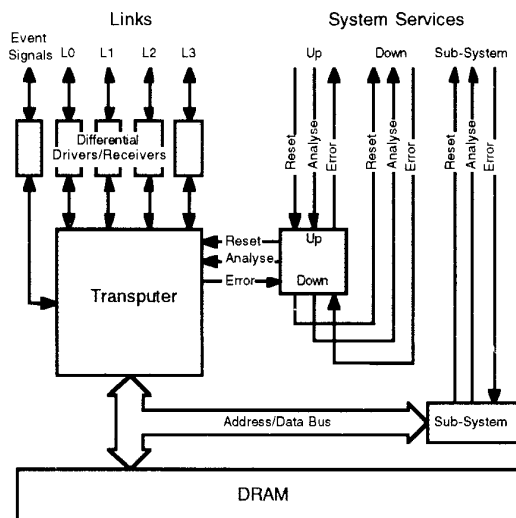 Links
System Services
Event
Signals
L0
L1
L2
L3
Up
Down
Sub-System
Differential
Drivers/Receivers
Reset
Analyse
Error
Reset
Analyse
Error
Reset
Analyse
Error
Transputer
Reset
Analyse
Error
Up
Down
Address/Data Bus
Sub-System
DRAM